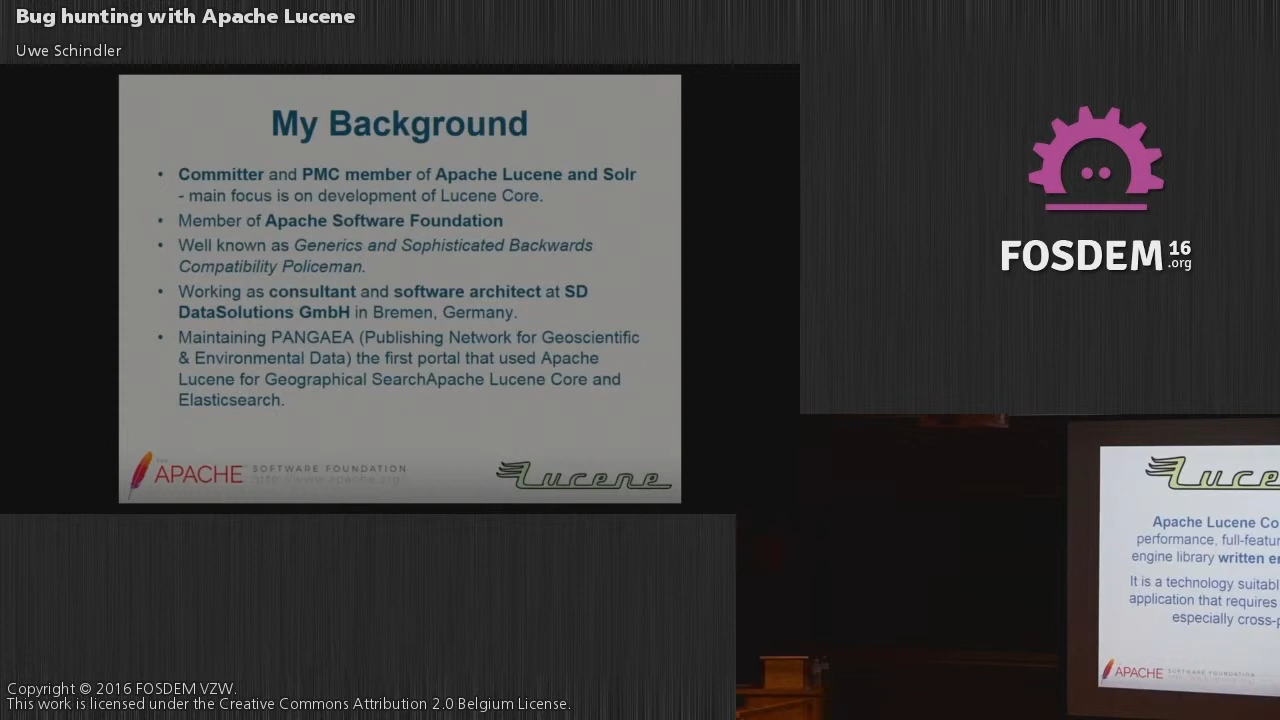 Bug hunting with Apache Lucene
Uwe Schindler
My Background
• Committer and PMC member of Apache Lucene and Solr
- main focus is on development of Lucene Core.
• Member of Apache Software Foundation
• Well known as Generics and Sophisticated Backwards
Compatibility Policeman.
• Working as consultant and software architect at SD
DataSolutions GmbH in Bremen, Germany.
• Maintaining PANGAEA (Publishing Network for Geoscientific
& Environmental Data) the first portal that used Apache
Lucene for Geographical SearchApache Lucene Core and
Elasticsearch.
APACHE SOFTWARE FOUNDATION
http://www.apache.org
Lucene
FOSDEM 16
.org
Luce
Apache Lucene Co
performance, full-featur
engine library written e
It is a technology suitabl
application that requires
especially cross-p
APACHE SOFTWARE FOUNDATION
Copyright © 2016 FOSDEM VZW.
This work is licensed under the Creative Commons Attribution 2.0 Belgium License.